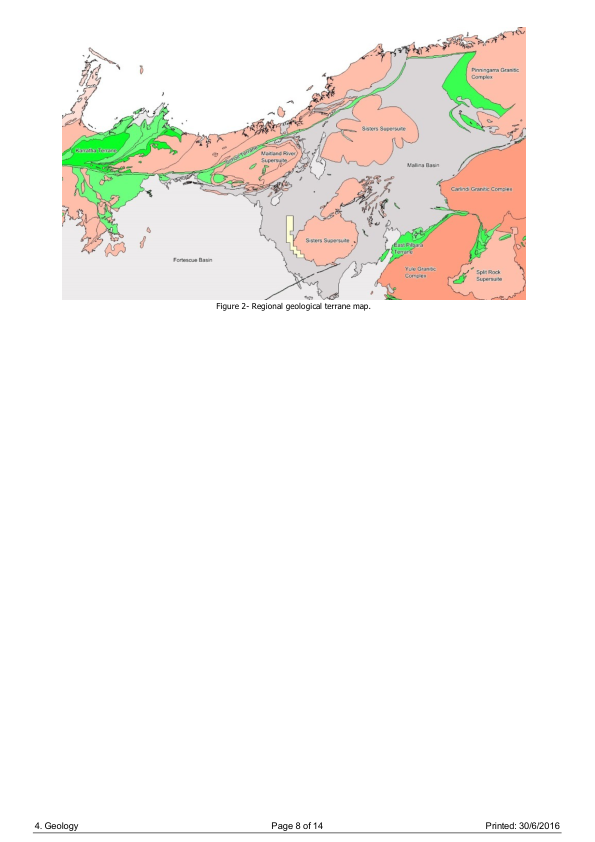 Pippingarra Granitic
Complex
Sisters Supersuite
Karratha Terrane
Maitland River
Supersuite
Mallina Basin
Carlindi Granitic Complex
Sisters Supersuite
East Pilbara
Terrane
Fortescue Basin
Yule Granitic
Complex
Split Rock
Supersuite
Figure 2- Regional geological terrane map.
4. Geology Page 8 of 14 Printed: 30/6/2016